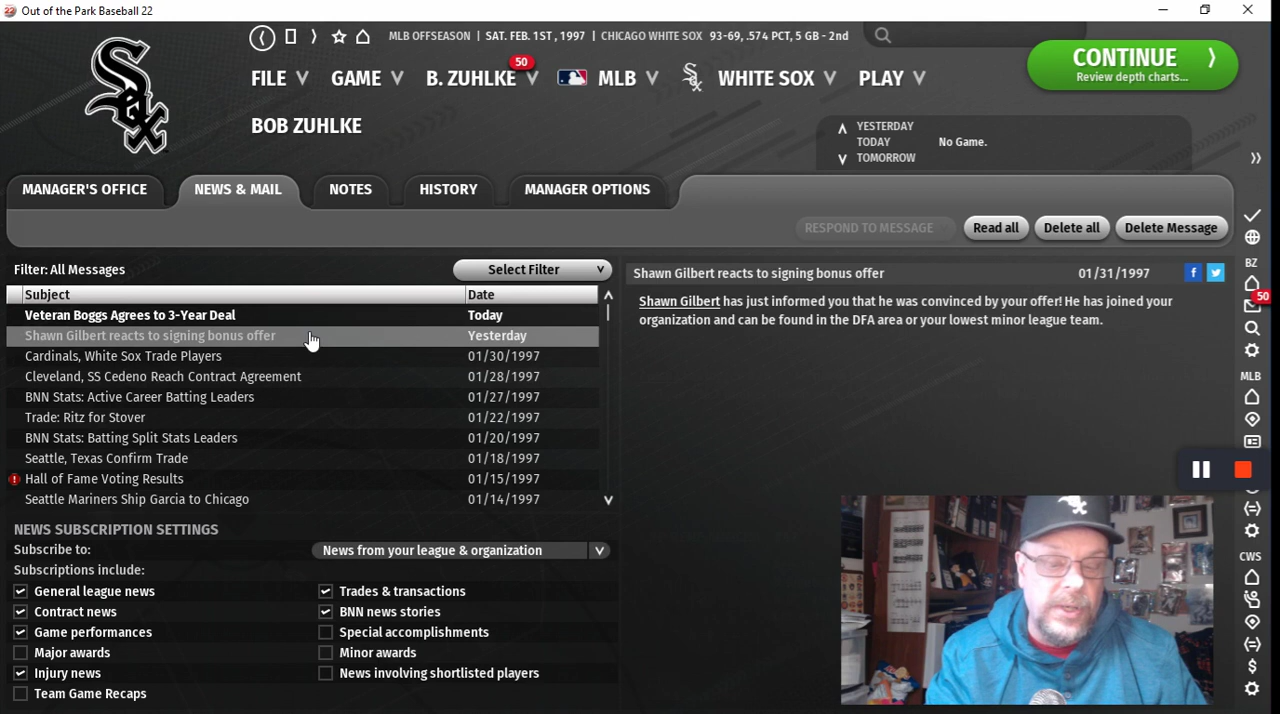 Out of the Park Baseball 22
MLB OFFSEASON | SAT. FEB. 1ST , 1997 | CHICAGO WHITE SOX 93-69, .574 PCT, 5 GB - 2nd
Sox
FILE GAME B. ZUHLKE 50 MLB WHITE SOX PLAY
CONTINUE
Review depth charts...
BOB ZUHLKE
YESTERDAY
TODAY No Game.
TOMORROW
MANAGER'S OFFICE NEWS & MAIL NOTES HISTORY MANAGER OPTIONS
RESPOND TO MESSAGE Read all Delete all Delete Message
Filter: All Messages Select Filter
Subject Date
Veteran Boggs Agrees to 3-Year Deal Today
Shawn Gilbert reacts to signing bonus offer Yesterday
Cardinals, White Sox Trade Players 01/30/1997
Cleveland, SS Cedeno Reach Contract Agreement 01/28/1997
BNN Stats: Active Career Batting Leaders 01/27/1997
Trade: Ritz for Stover 01/22/1997
BNN Stats: Batting Split Stats Leaders 01/20/1997
Seattle, Texas Confirm Trade 01/18/1997
Hall of Fame Voting Results 01/15/1997
Seattle Mariners Ship Garcia to Chicago 01/14/1997
Shawn Gilbert reacts to signing bonus offer 01/31/1997
Shawn Gilbert has just informed you that he was convinced by your offer! He has joined your
organization and can be found in the DFA area or your lowest minor league team.
NEWS SUBSCRIPTION SETTINGS
Subscribe to: News from your league & organization
Subscriptions include:
General league news Trades & transactions
Contract news BNN news stories
Game performances Special accomplishments
Major awards Minor awards
Injury news News involving shortlisted players
Team Game Recaps
BZ
50
MLB
CWS